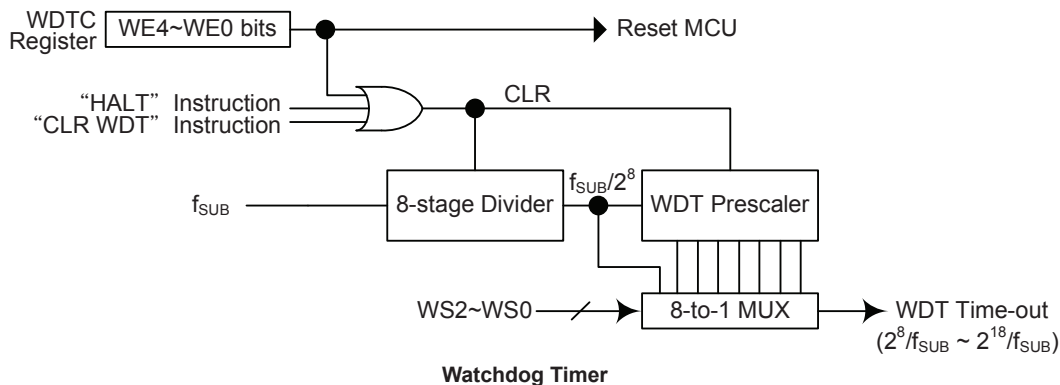 WDTC Register
WE4~WE0 bits
Reset MCU
CLR
“HALT” Instruction
“CLR WDT” Instruction
fSUB
8-stage Divider
fSUB/2⁸
WDT Prescaler
WS2~WS0
8-to-1 MUX
WDT Time-out
(2⁸/fSUB ~ 2¹⁸/fSUB)
Watchdog Timer